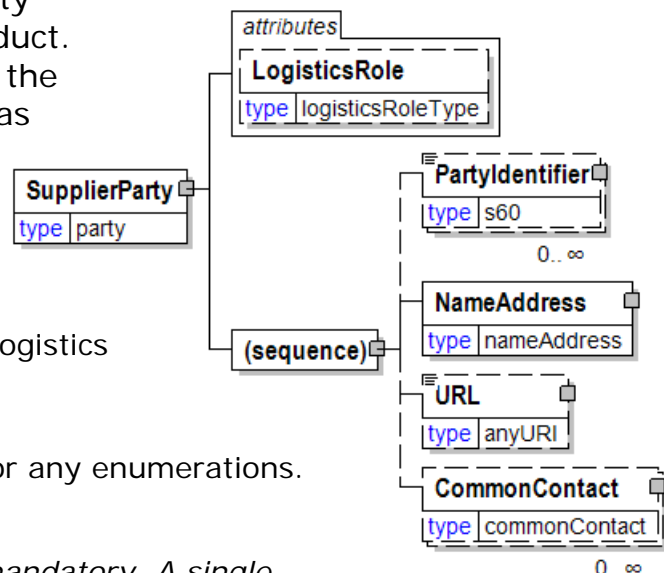 duct.
the
as
attributes
LogisticsRole
type logisticsRoleType
SupplierParty
type party
PartyIdentifier
type s60
0.. ∞
NameAddress
type nameAddress
ogistics
(sequence)
URL
type anyURI
or any enumerations.
CommonContact
type commonContact
0.. ∞
mandatory. A single